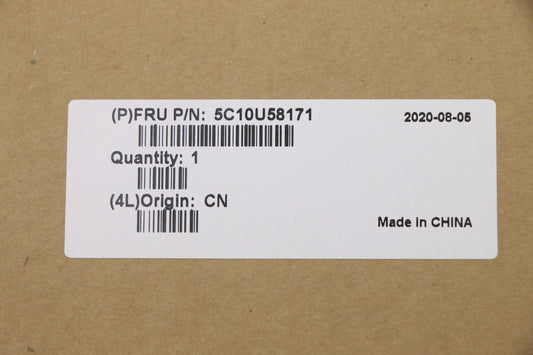 (P)FRU P/N: 5C10U58171
2020-08-05
Quantity: 1
(4L)Origin: CN
Made in CHINA